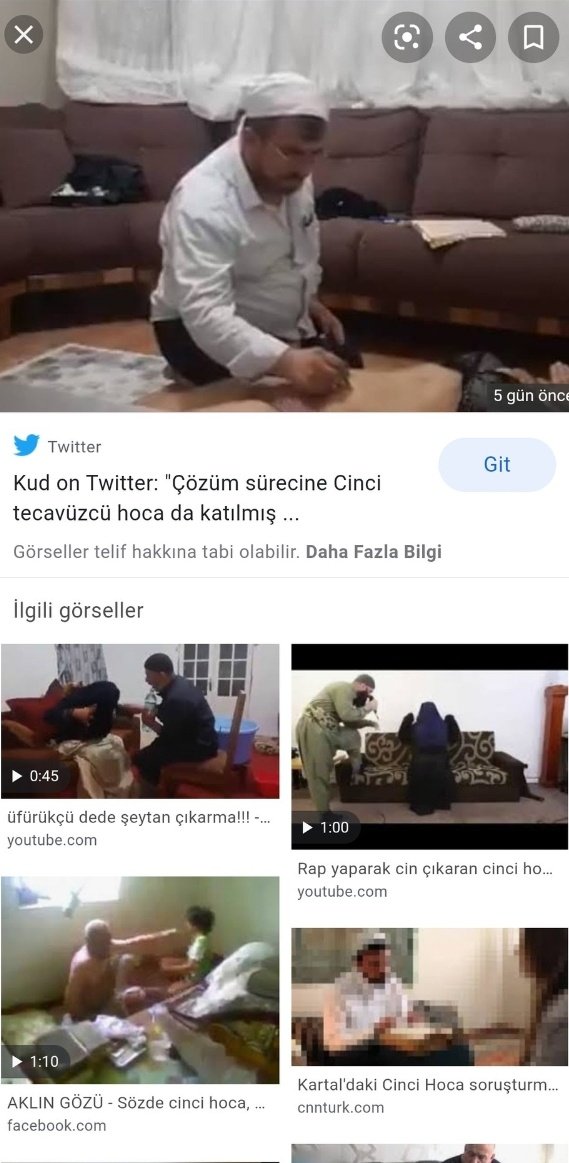 5 gün önce
Twitter
Git
Kud on Twitter: "Çözüm sürecine Cinci
tecavüzcü hoca da katılmış ...
Görseller telif hakkına tabi olabilir. Daha Fazla Bilgi
İlgili görseller
0:45
üfürükçü dede şeytan çıkarma!!! -...
youtube.com
1:00
Rap yaparak cin çıkaran cinci ho...
youtube.com
1:10
AKLIN GÖZÜ - Sözde cinci hoca, ...
facebook.com
Kartal'daki Cinci Hoca soruşturm...
cnnturk.com